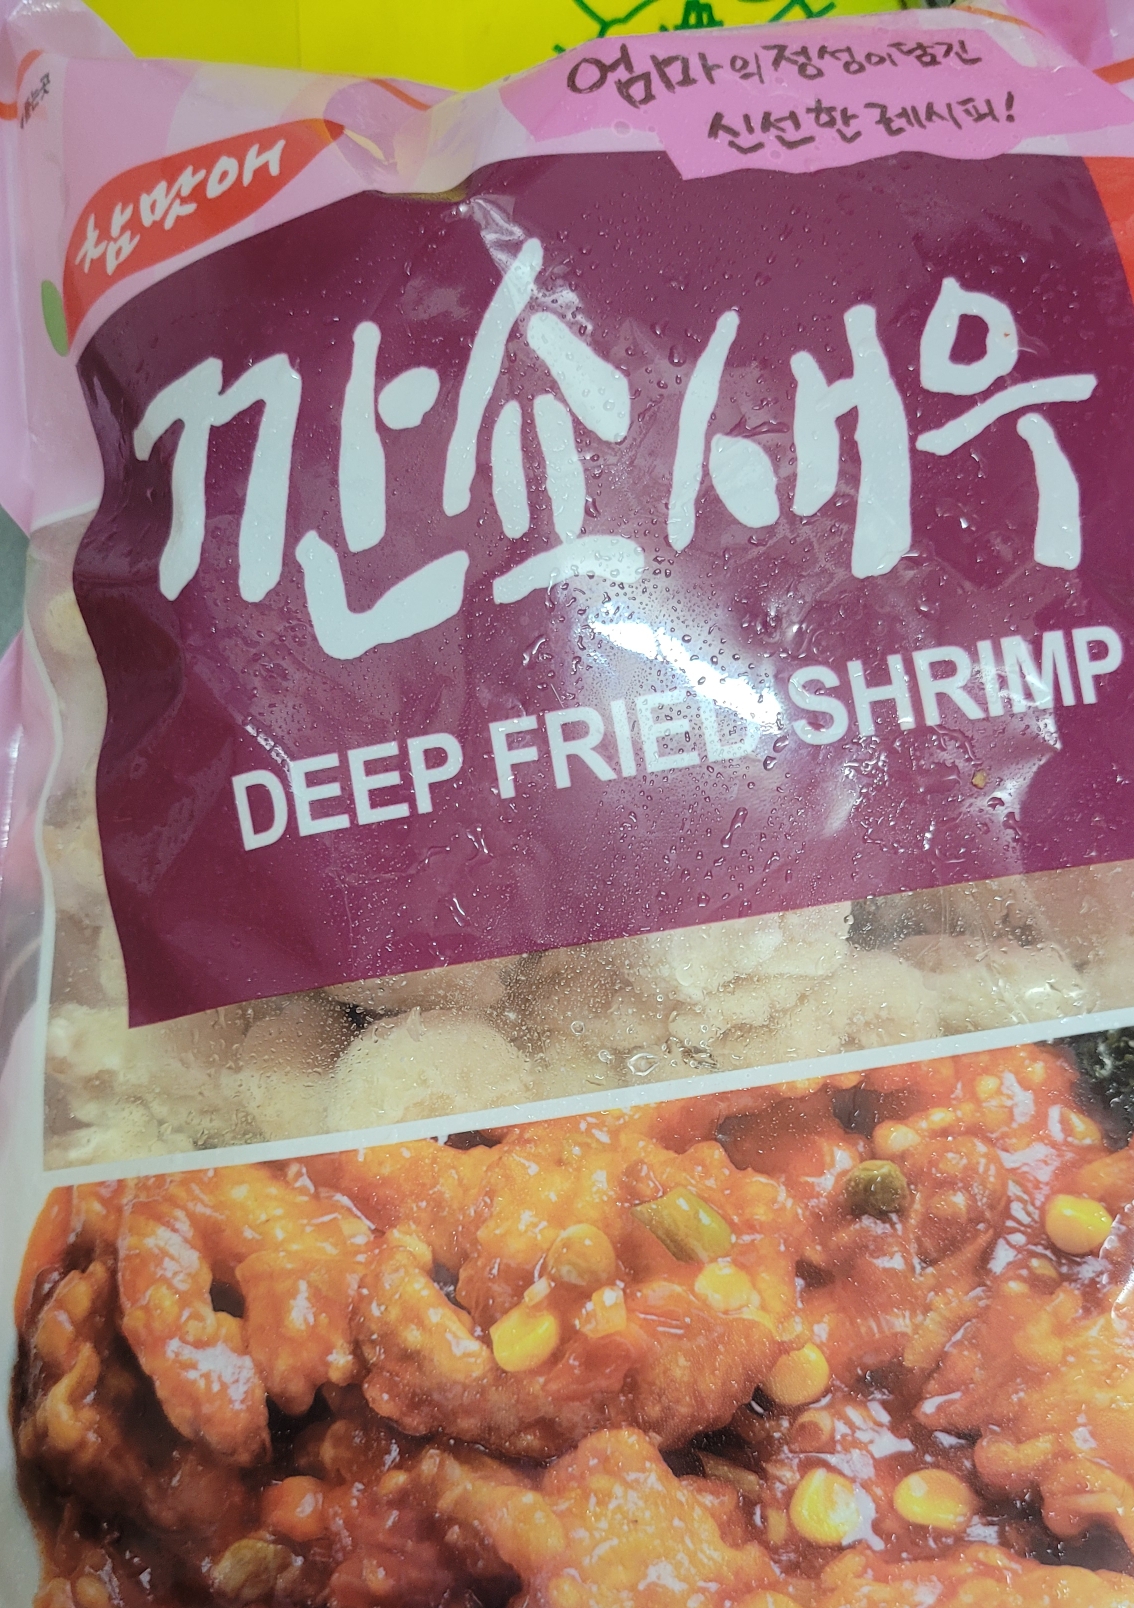 엄마의 정성이 담긴
신선한 레시피!
참맛애
깐쇼새우
DEEP FRIED SHRIMP